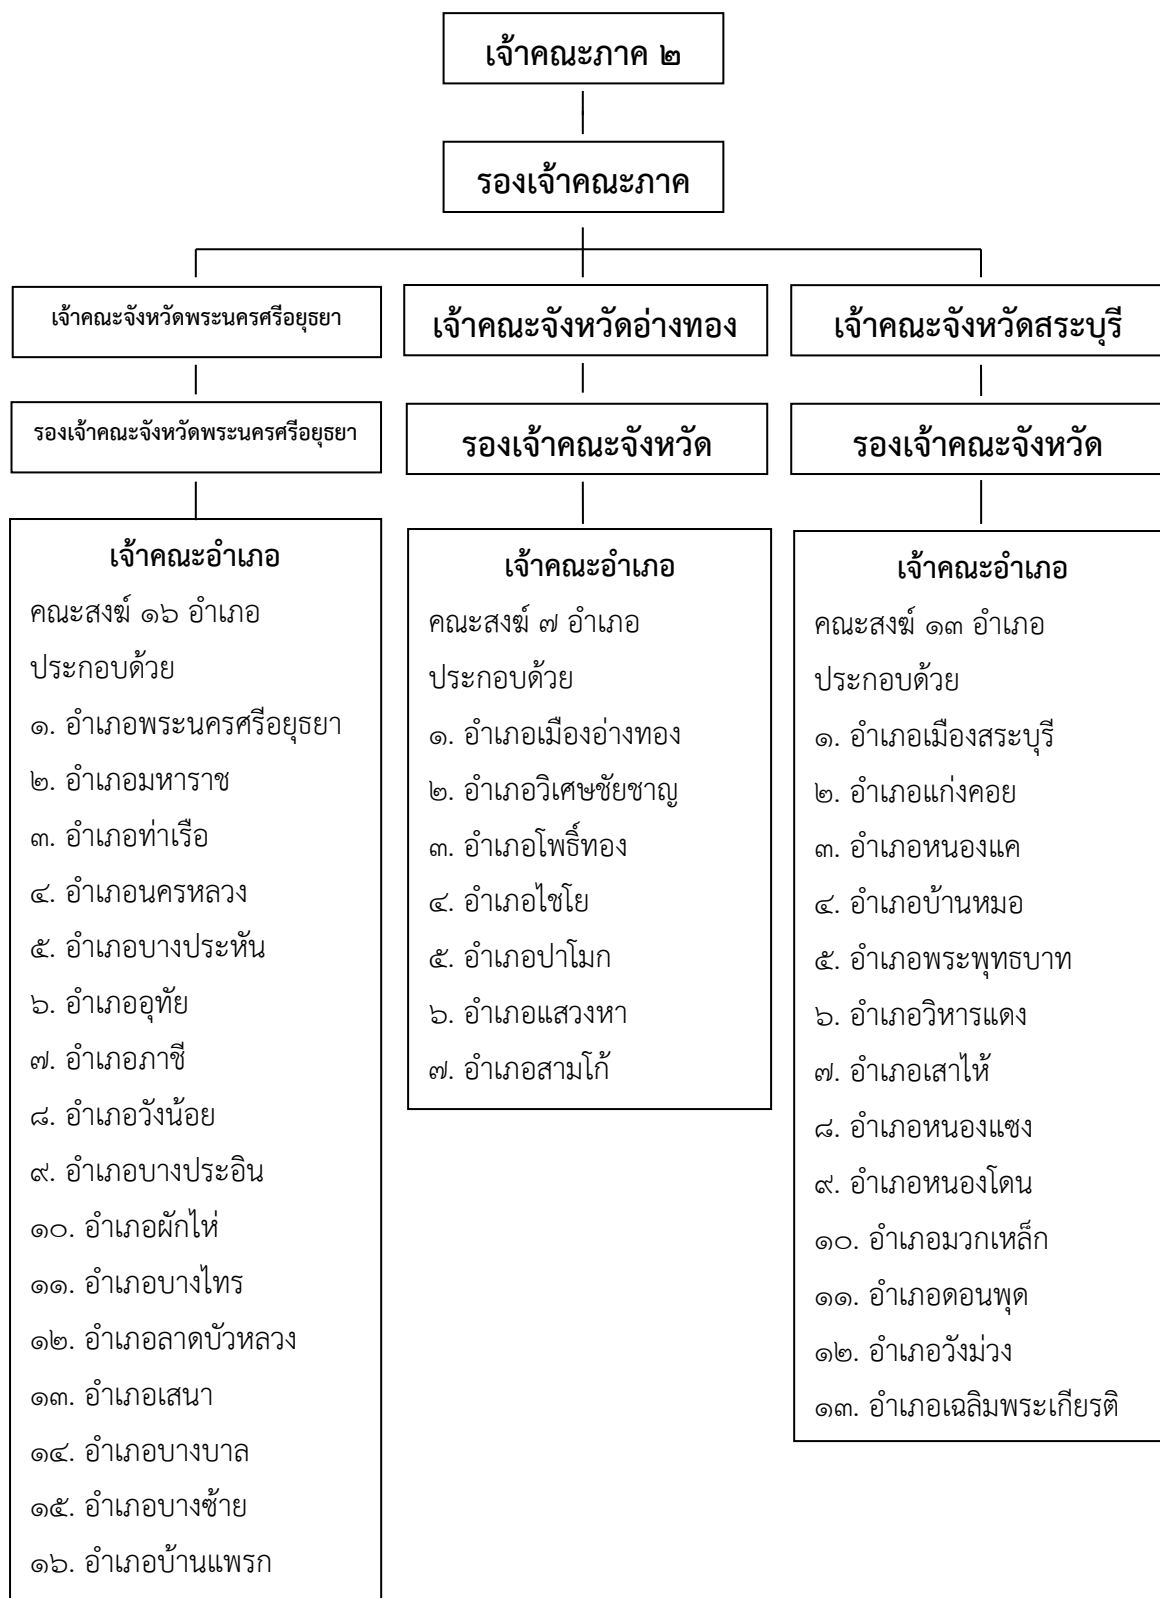 เจ้าคณะภาค ๒
รองเจ้าคณะภาค
เจ้าคณะจังหวัดพระนครศรีอยุธยา
รองเจ้าคณะจังหวัดพระนครศรีอยุธยา
เจ้าคณะอำเภอ
คณะสงฆ์ ๑๖ อำเภอ
ประกอบด้วย
๑. อำเภอพระนครศรีอยุธยา
๒. อำเภอมหาราช
๓. อำเภอท่าเรือ
๔. อำเภอนครหลวง
๕. อำเภอบางประหัน
๖. อำเภออุทัย
๗. อำเภอภาชี
๘. อำเภอวังน้อย
๙. อำเภอบางประอิน
๑๐. อำเภอผักไห่
๑๑. อำเภอบางไทร
๑๒. อำเภอลาดบัวหลวง
๑๓. อำเภอเสนา
๑๔. อำเภอบางบาล
๑๕. อำเภอบางซ้าย
๑๖. อำเภอบ้านแพรก
เจ้าคณะจังหวัดอ่างทอง
รองเจ้าคณะจังหวัด
เจ้าคณะอำเภอ
คณะสงฆ์ ๗ อำเภอ
ประกอบด้วย
๑. อำเภอเมืองอ่างทอง
๒. อำเภอวิเศษชัยชาญ
๓. อำเภอโพธิ์ทอง
๔. อำเภอไชโย
๕. อำเภอปาโมก
๖. อำเภอแสวงหา
๗. อำเภอสามโก้
เจ้าคณะจังหวัดสระบุรี
รองเจ้าคณะจังหวัด
เจ้าคณะอำเภอ
คณะสงฆ์ ๑๓ อำเภอ
ประกอบด้วย
๑. อำเภอเมืองสระบุรี
๒. อำเภอแก่งคอย
๓. อำเภอหนองแค
๔. อำเภอบ้านหมอ
๕. อำเภอพระพุทธบาท
๖. อำเภอวิหารแดง
๗. อำเภอเสาไห้
๘. อำเภอหนองแซง
๙. อำเภอหนองโดน
๑๐. อำเภอมวกเหล็ก
๑๑. อำเภอดอนพุด
๑๒. อำเภอวังม่วง
๑๓. อำเภอเฉลิมพระเกียรติ